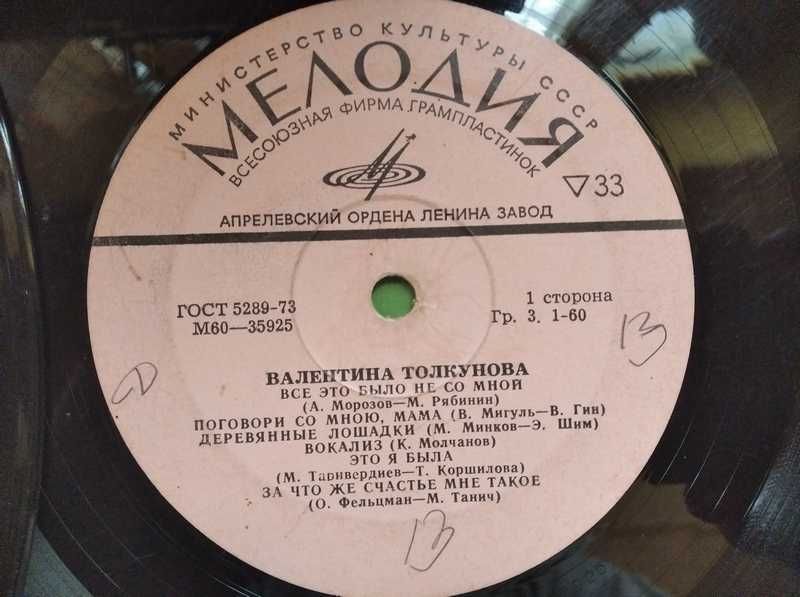 МИНИСТЕРСТВО КУЛЬТУРЫ СССР
МЕЛОДИЯ
ВСЕСОЮЗНАЯ ФИРМА ГРАМПЛАСТИНОК
▽33
АПРЕЛЕВСКИЙ ОРДЕНА ЛЕНИНА ЗАВОД
ГОСТ 5289-73
М60—35925
1 сторона
Гр. 3. 1-60
ВАЛЕНТИНА ТОЛКУНОВА
ВСЕ ЭТО БЫЛО НЕ СО МНОЙ
(А. Морозов—М. Рябинин)
ПОГОВОРИ СО МНОЮ, МАМА (В. Мигуль—В. Гин)
ДЕРЕВЯННЫЕ ЛОШАДКИ (М. Минков—Э. Шим)
ВОКАЛИЗ (К. Молчанов)
ЭТО Я БЫЛА
(М. Таривердиев—Т. Коршилова)
ЗА ЧТО ЖЕ СЧАСТЬЕ МНЕ ТАКОЕ
(О. Фельцман—М. Танич)